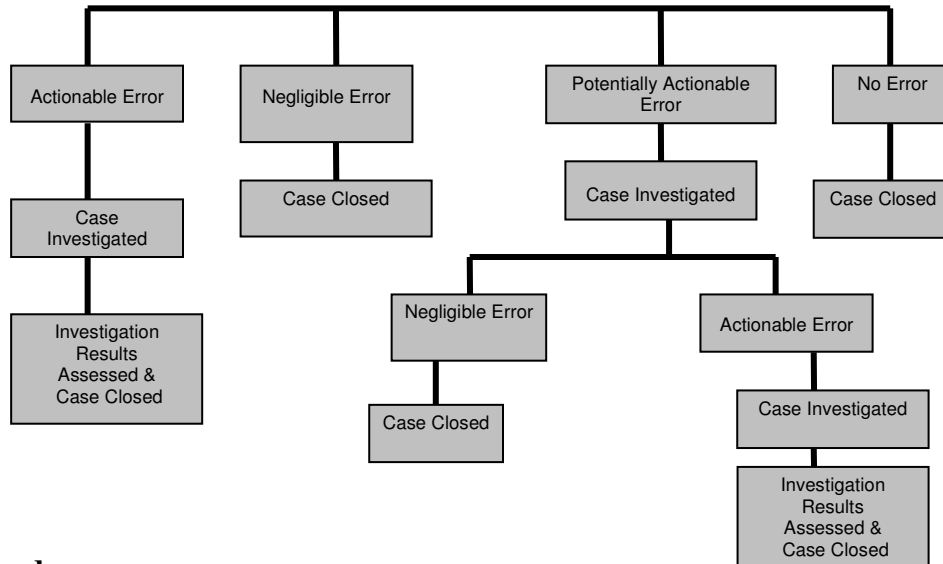 Actionable Error
Negligible Error
Potentially Actionable
Error
No Error
Case
Investigated
Case Closed
Case Investigated
Case Closed
Investigation
Results
Assessed &
Case Closed
Negligible Error
Actionable Error
Case Closed
Case Investigated
Investigation
Results
Assessed &
Case Closed